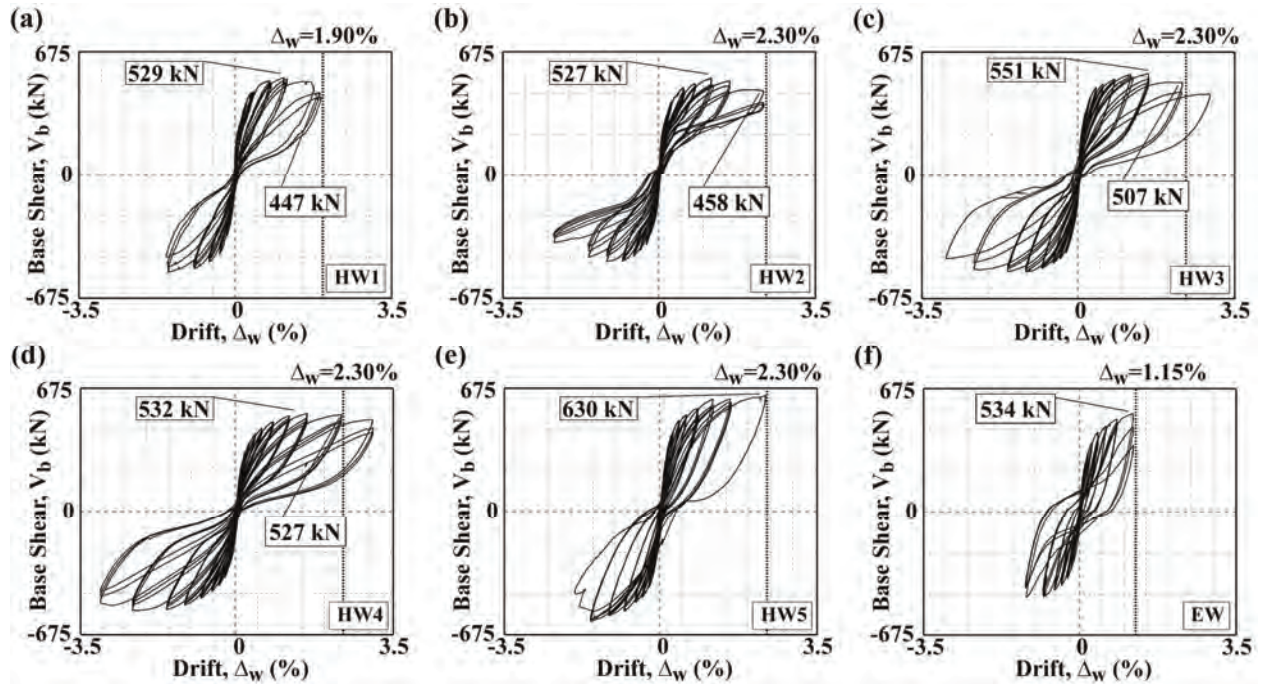 (a)
Δw=1.90%
675
529 kN
Base Shear, Vb (kN)
0
447 kN
HW1
-675
-3.5
0
3.5
Drift, Δw (%)
(b)
Δw=2.30%
675
527 kN
Base Shear, Vb (kN)
0
458 kN
HW2
-675
-3.5
0
3.5
Drift, Δw (%)
(c)
Δw=2.30%
675
551 kN
Base Shear, Vb (kN)
0
507 kN
HW3
-675
-3.5
0
3.5
Drift, Δw (%)
(d)
Δw=2.30%
675
532 kN
Base Shear, Vb (kN)
0
527 kN
HW4
-675
-3.5
0
3.5
Drift, Δw (%)
(e)
Δw=2.30%
675
630 kN
Base Shear, Vb (kN)
0
HW5
-675
-3.5
0
3.5
Drift, Δw (%)
(f)
Δw=1.15%
675
534 kN
Base Shear, Vb (kN)
0
EW
-675
-3.5
0
3.5
Drift, Δw (%)